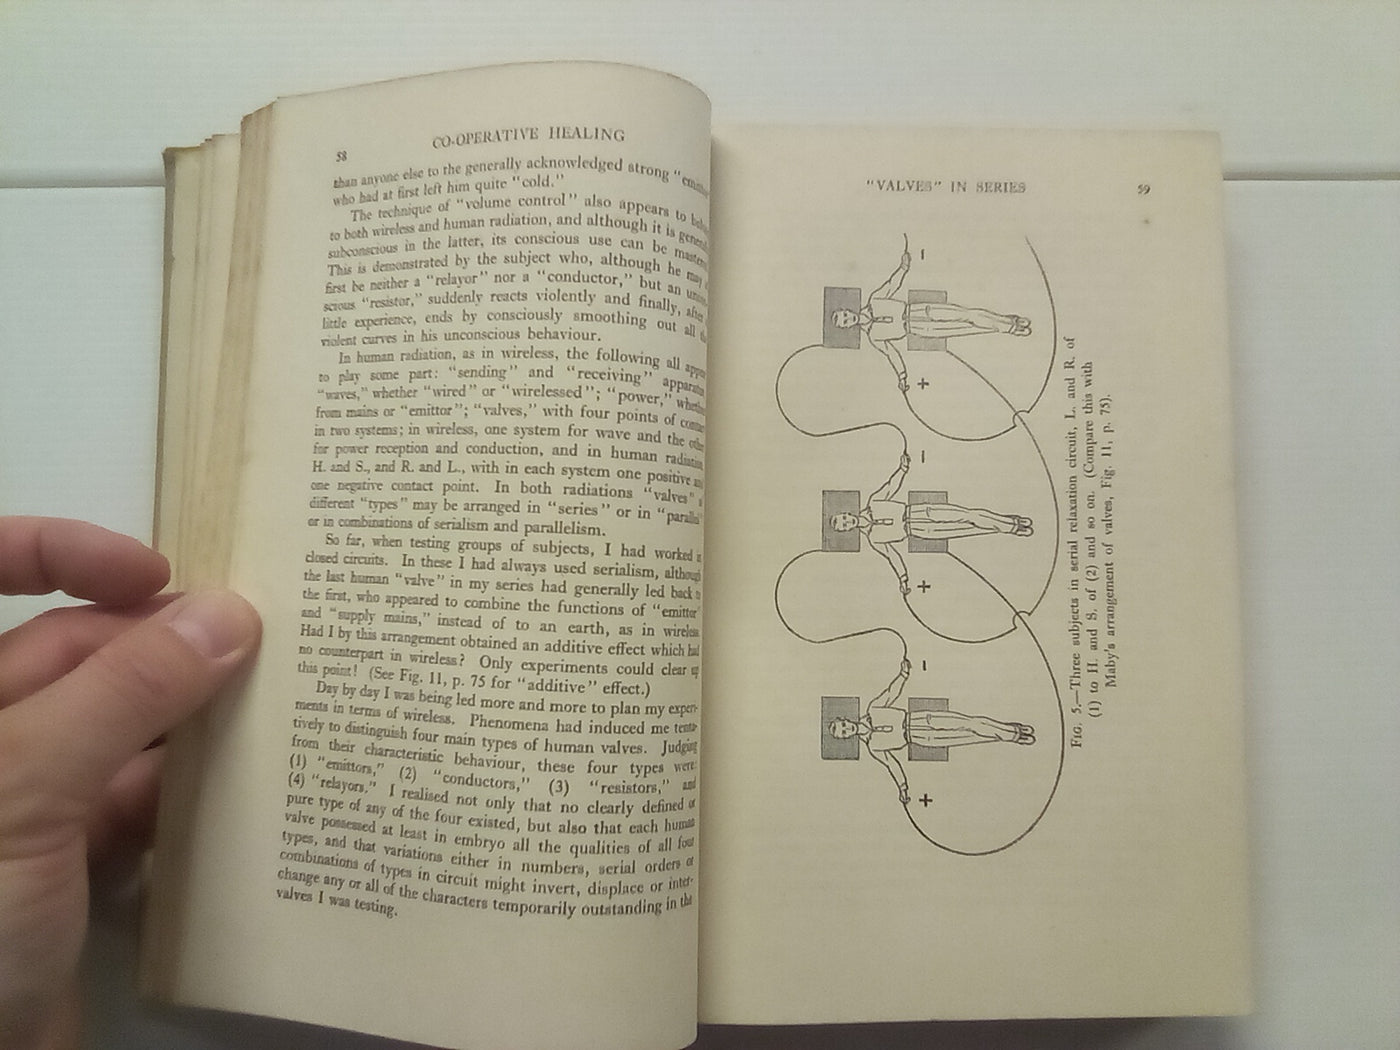 58
CO-OPERATIVE HEALING
than anyone else to the generally acknowledged strong
who had at first left him quite "cold."
The technique of "volume control" also appears to
to both wireless and human radiation, and although it is
subconscious in the latter, its conscious use can be
This is demonstrated by the subject who, although he may
first be neither a "relayor" nor a "conductor," but an
scious "resistor," suddenly reacts violently and finally, after
little experience, ends by consciously smoothing out all
violent curves in his unconscious behaviour.
In human radiation, as in wireless, the following all
to play some part: "sending" and "receiving"
"waves," whether "wired" or "wirelessed"; "power,"
from mains or "emittor"; "valves," with four points of
in two systems; in wireless, one system for wave and the
for power reception and conduction, and in human
H. and S., and R. and L., with in each system one positive
one negative contact point. In both radiations "valves"
different "types" may be arranged in "series" or in
or in combinations of serialism and parallelism.
So far, when testing groups of subjects, I had worked
closed circuits. In these I had always used serialism,
the last human "valve" in my series had generally led back
the first, who appeared to combine the functions of "emittor"
and "supply mains," instead of to an earth, as in wireless.
Had I by this arrangement obtained an additive effect which had
no counterpart in wireless? Only experiments could clear up
this point! (See Fig. 11, p. 75 for "additive" effect.)
Day by day I was being led more and more to plan my experi-
ments in terms of wireless. Phenomena had induced me tenta-
tively to distinguish four main types of human valves. Judging
from their characteristic behaviour, these four types were:
(1) "emittors," (2) "conductors," (3) "resistors," and
(4) "relayors." I realised not only that no clearly defined or
pure type of any of the four existed, but also that each human
valve possessed at least in embryo all the qualities of all four
types, and that variations either in numbers, serial orders or
combinations of types in circuit might invert, displace or inter-
change any or all of the characters temporarily outstanding in the
valves I was testing.
"VALVES" IN SERIES
59
−
+
−
+
−
+
FIG. 5.—Three subjects in serial relaxation circuit, L. and R. of
(1) to H. and S. of (2) and so on. (Compare this with
Maby's arrangement of valves, Fig. 11, p. 75).